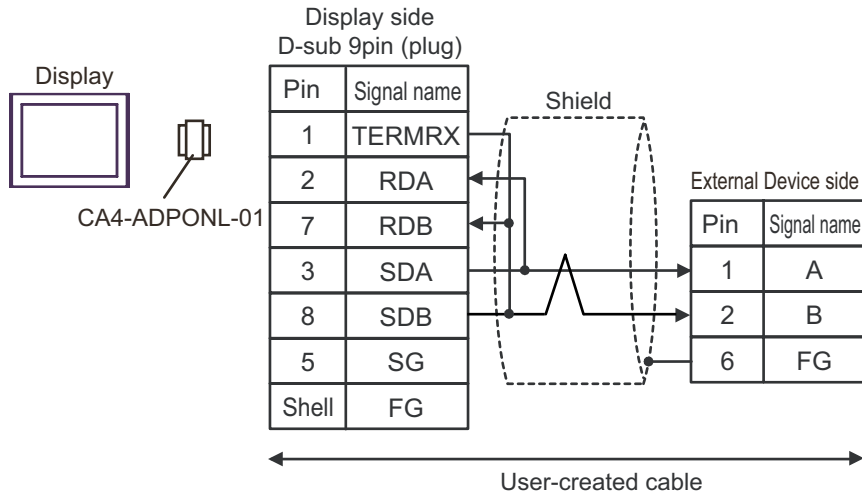 Display side
D-sub 9pin (plug)
Display
CA4-ADPONL-01
Pin Signal name
1 TERMRX
2 RDA
7 RDB
3 SDA
8 SDB
5 SG
Shell FG
Shield
External Device side
Pin Signal name
1 A
2 B
6 FG
User-created cable